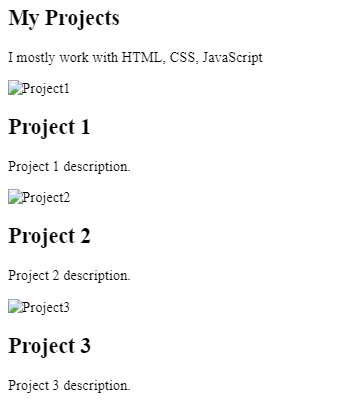 My Projects
I mostly work with HTML, CSS, JavaScript
Project1
Project 1
Project 1 description.
Project2
Project 2
Project 2 description.
Project3
Project 3
Project 3 description.